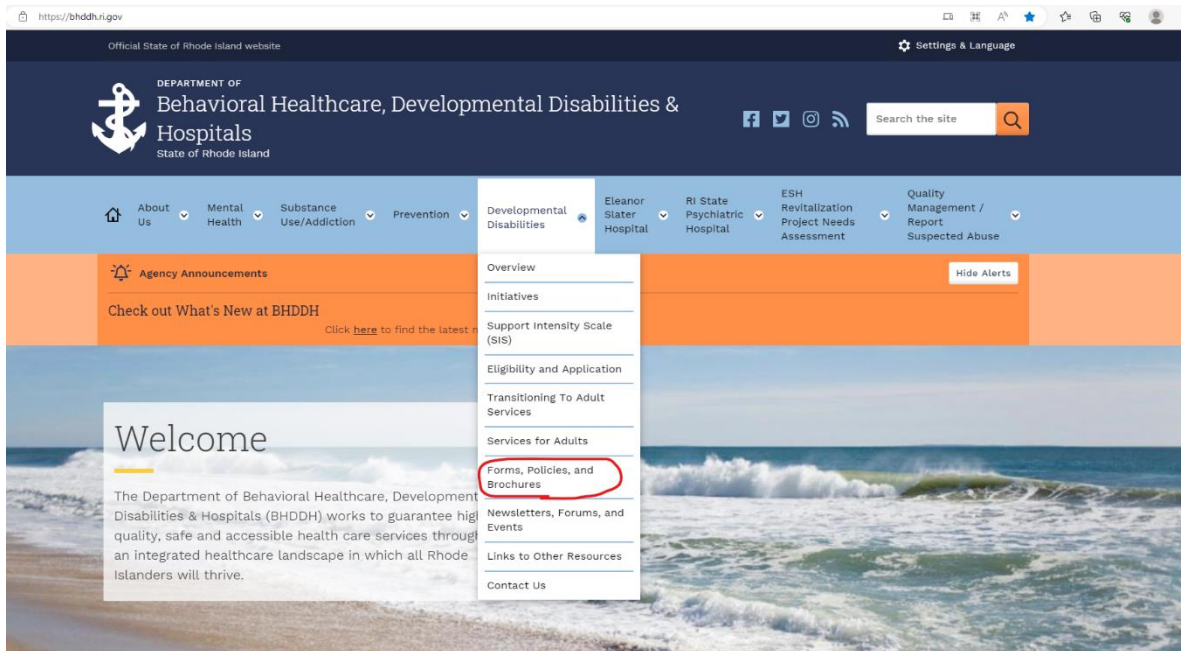 https://bhddh.ri.gov
Official State of Rhode Island website
Settings & Language
DEPARTMENT OF
Behavioral Healthcare, Developmental Disabilities &
Hospitals
State of Rhode Island
Search the site
About
Us
Mental
Health
Substance
Use/Addiction
Prevention
Developmental
Disabilities
Eleanor
Slater
Hospital
RI State
Psychiatric
Hospital
ESH
Revitalization
Project Needs
Assessment
Quality
Management /
Report
Suspected Abuse
Agency Announcements
Hide Alerts
Check out What's New at BHDDH
Click here to find the latest
Overview
Initiatives
Support Intensity Scale
(SIS)
Eligibility and Application
Transitioning To Adult
Services
Services for Adults
Forms, Policies, and
Brochures
Newsletters, Forums, and
Events
Links to Other Resources
Contact Us
Welcome
The Department of Behavioral Healthcare, Development
Disabilities & Hospitals (BHDDH) works to guarantee hig
quality, safe and accessible health care services throug
an integrated healthcare landscape in which all Rhode
Islanders will thrive.